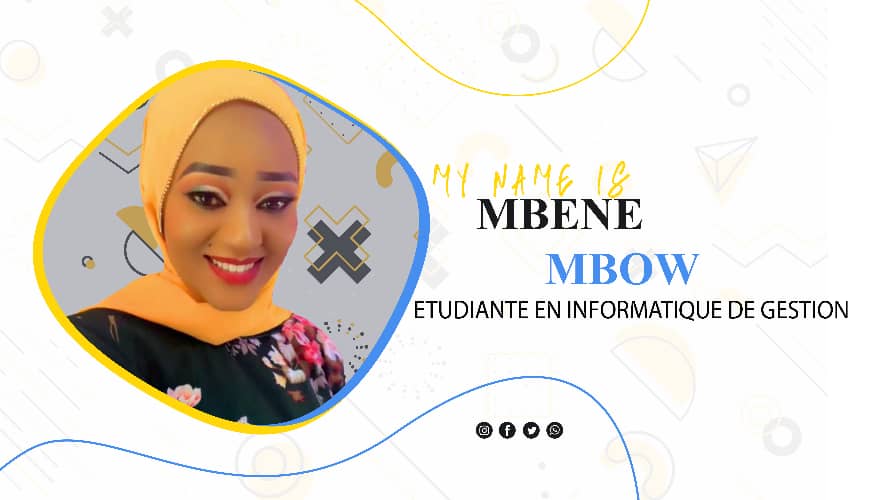 MY NAME IS
MBENE
MBOW
ETUDIANTE EN INFORMATIQUE DE GESTION